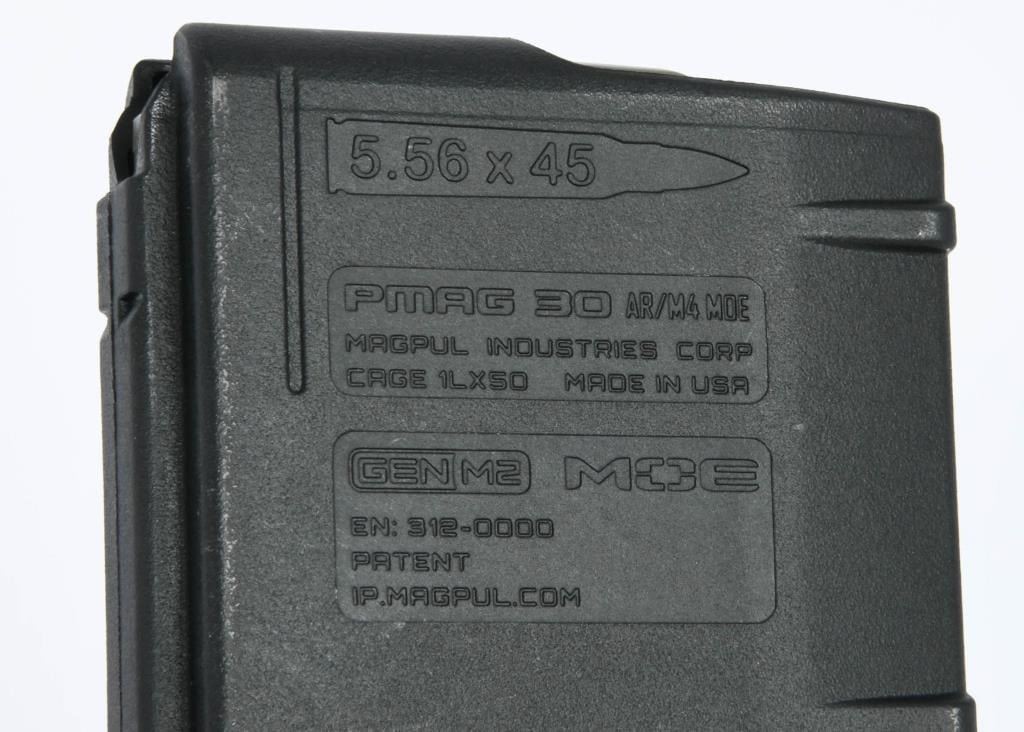 5.56 x 45
PMAG 30 AR/M4 MOE
MAGPUL INDUSTRIES CORP
CAGE 1LX50 MADE IN USA
GEN M2 MOE
EN: 312-0000
PATENT
IP.MAGPUL.COM